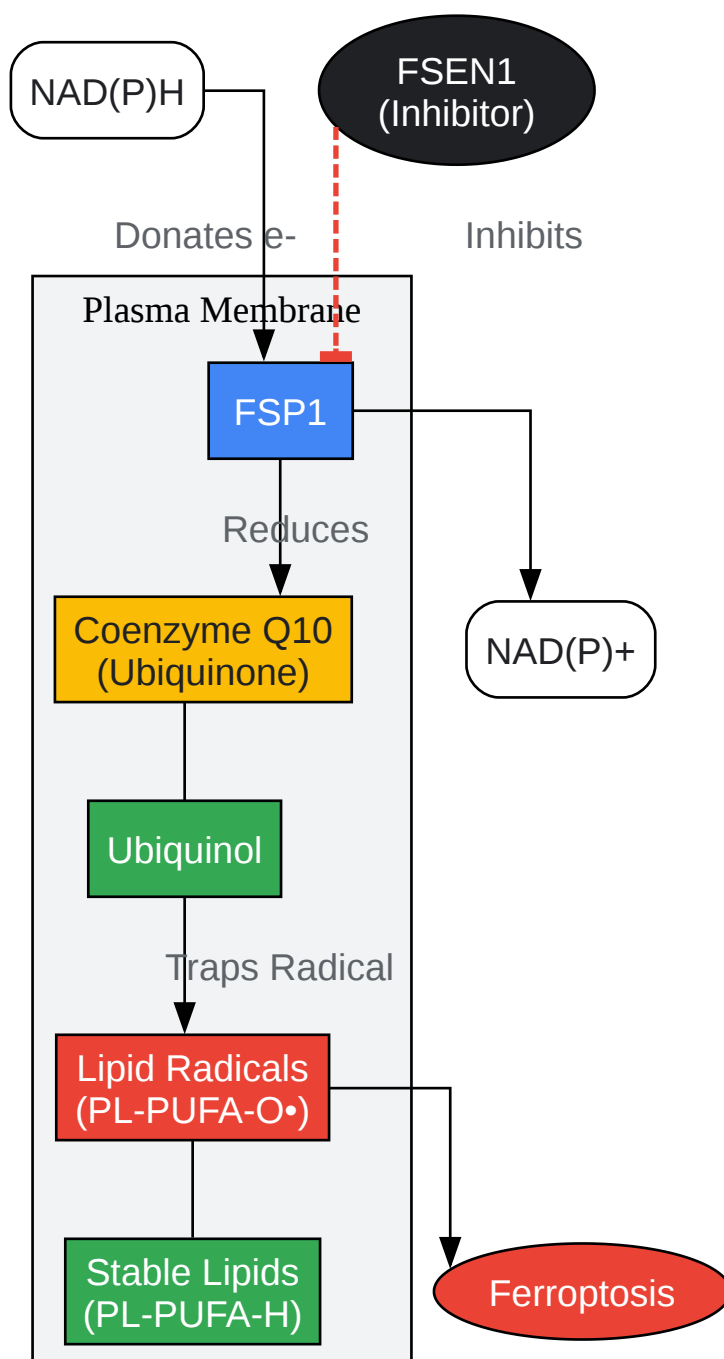 NAD(P)H
FSEN1
(Inhibitor)
Donates e-
Inhibits
Plasma Membrane
FSP1
Reduces
Coenzyme Q10
(Ubiquinone)
NAD(P)+
Ubiquinol
Traps Radical
Lipid Radicals
(PL-PUFA-O•)
Stable Lipids
(PL-PUFA-H)
Ferroptosis